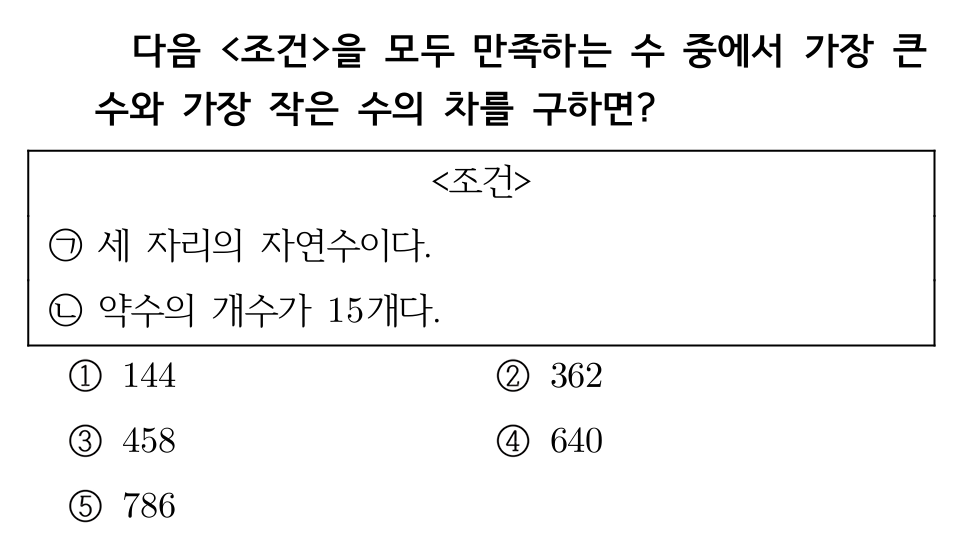 다음 <조건>을 모두 만족하는 수 중에서 가장 큰
수와 가장 작은 수의 차를 구하면?
<조건>
㉠ 세 자리의 자연수이다.
㉡ 약수의 개수가 15개다.
① 144 ② 362
③ 458 ④ 640
⑤ 786